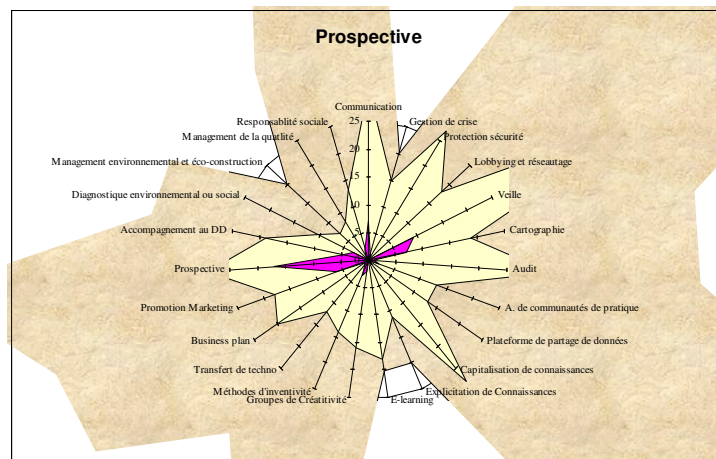 Prospective
Communication
25
20
15
10
5
Gestion de crise
Protection sécurité
Lobbying et réseautage
Veille
Cartographie
Audit
A. de communautés de pratique
Plateforme de partage de données
Capitalisation de connaissances
Explicitation de Connaissances
E-learning
Groupes de Créatitivité
Méthodes d'inventivité
Transfert de techno
Business plan
Promotion Marketing
Prospective
Accompagnement au DD
Diagnostique environnemental ou social
Management environnemental et éco-construction
Management de la quatlité
Responsablité sociale